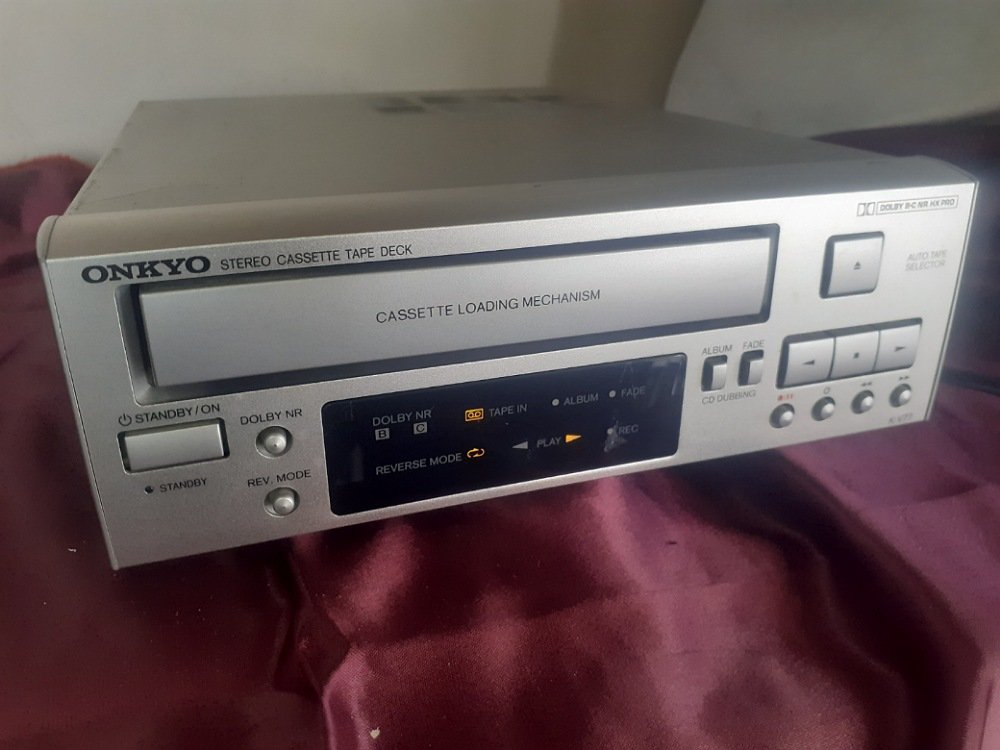 DOLBY B·C NR HX PRO
ONKYO STEREO CASSETTE TAPE DECK
AUTO TAPE
SELECTOR
CASSETTE LOADING MECHANISM
ALBUM FADE
CD DUBBING
STANDBY/ON
DOLBY NR
STANDBY
REV. MODE
DOLBY NR
B C
TAPE IN
ALBUM
FADE
REVERSE MODE
PLAY
REC